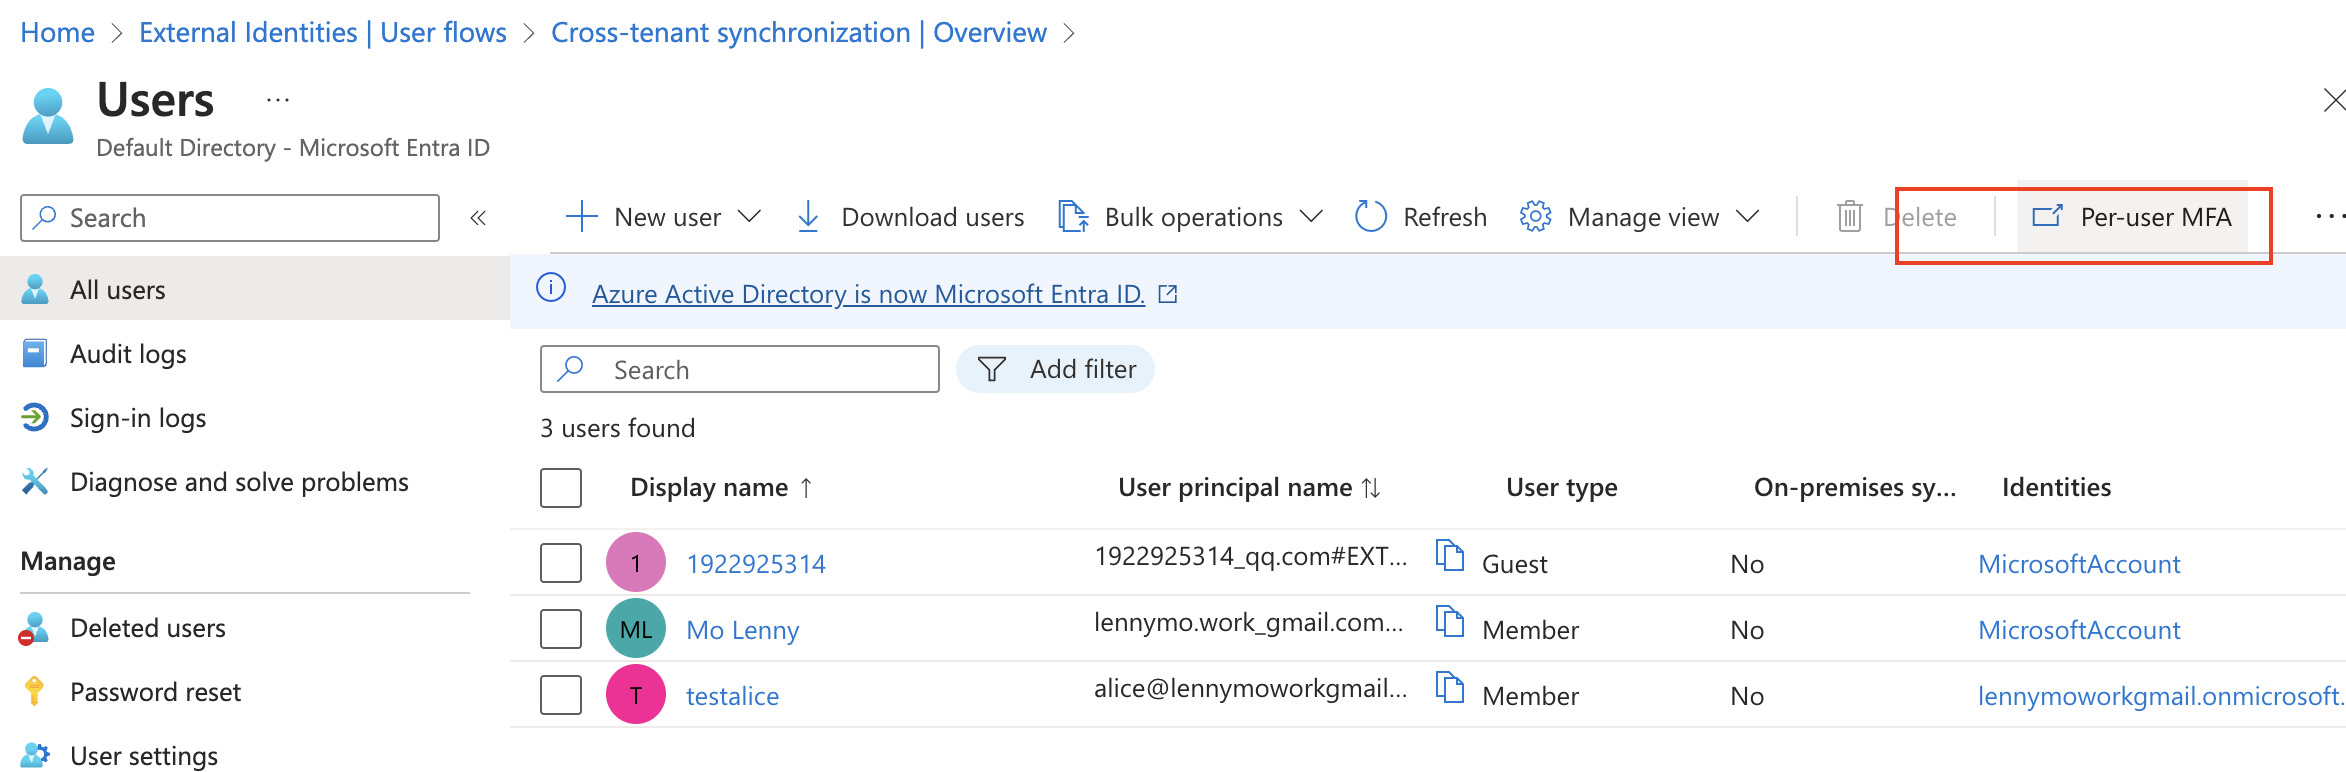 Home > External Identities | User flows > Cross-tenant synchronization | Overview >
Users ...
Default Directory - Microsoft Entra ID
Search «
New user Download users Bulk operations Refresh Manage view Delete Per-user MFA ...
All users
Audit logs
Sign-in logs
Diagnose and solve problems
Manage
Deleted users
Password reset
User settings
Azure Active Directory is now Microsoft Entra ID.
Search Add filter
3 users found
Display name ↑ User principal name ↑↓ User type On-premises sy... Identities
1 1922925314 1922925314_qq.com#EXT... Guest No MicrosoftAccount
ML Mo Lenny lennymo.work_gmail.com... Member No MicrosoftAccount
T testalice alice@lennymoworkgmail... Member No lennymoworkgmail.onmicrosoft.